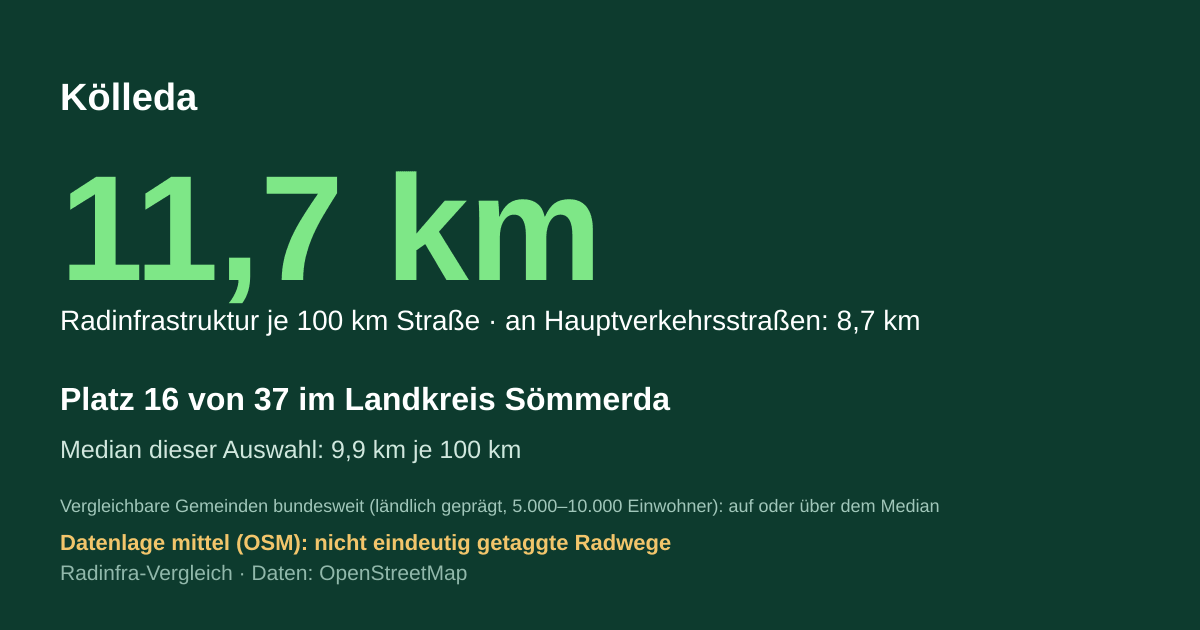 Kölleda
11,7 km
Radinfrastruktur je 100 km Straße · an Hauptverkehrsstraßen: 8,7 km
Platz 16 von 37 im Landkreis Sömmerda
Median dieser Auswahl: 9,9 km je 100 km
Vergleichbare Gemeinden bundesweit (ländlich geprägt, 5.000–10.000 Einwohner): auf oder über dem Median
Datenlage mittel (OSM): nicht eindeutig getaggte Radwege
Radinfra-Vergleich · Daten: OpenStreetMap